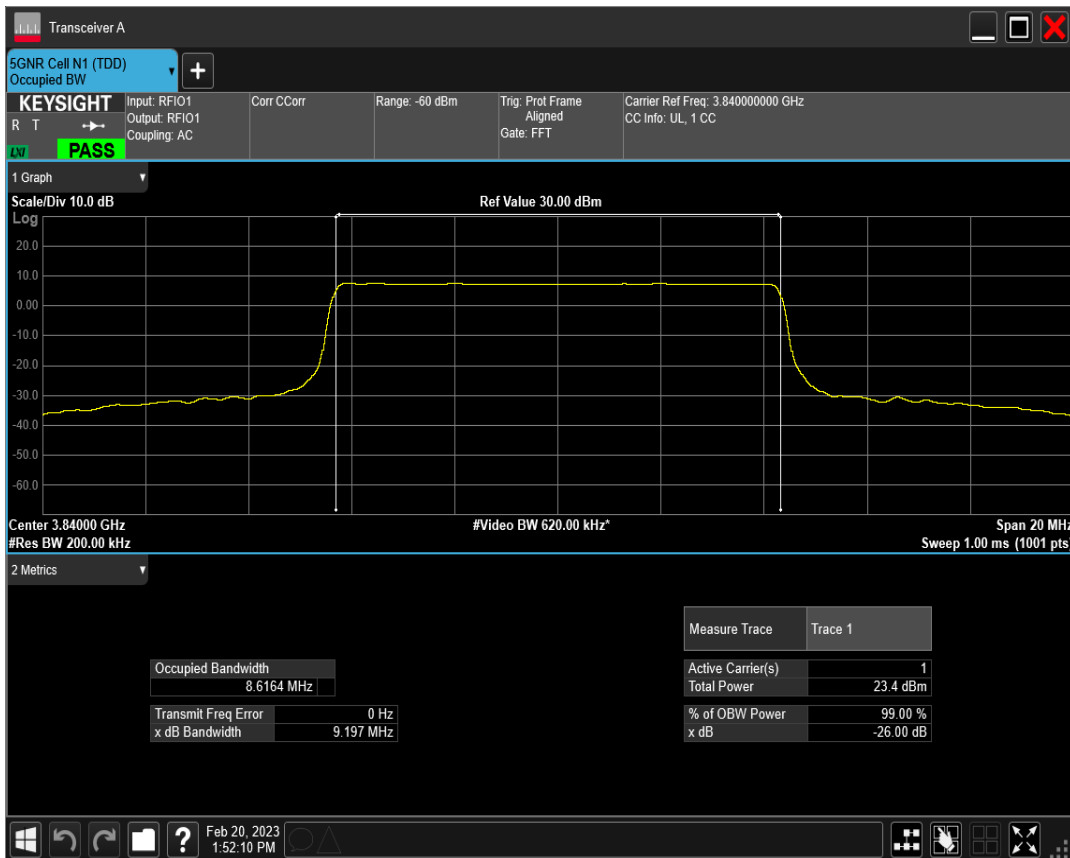 Transceiver A
5GNR Cell N1 (TDD)
Occupied BW
KEYSIGHT
R T
LXI
PASS
Input: RFIO1
Output: RFIO1
Coupling: AC
Corr CCorr
Range: -60 dBm
Trig: Prot Frame
Aligned
Gate: FFT
Carrier Ref Freq: 3.840000000 GHz
CC Info: UL, 1 CC
1 Graph
Scale/Div 10.0 dB
Ref Value 30.00 dBm
Log
20.0
10.0
0.00
-10.0
-20.0
-30.0
-40.0
-50.0
-60.0
Center 3.84000 GHz
#Video BW 620.00 kHz*
Span 20 MHz
#Res BW 200.00 kHz
Sweep 1.00 ms (1001 pts)
2 Metrics
Measure Trace Trace 1
Occupied Bandwidth
8.6164 MHz
Active Carrier(s) 1
Total Power 23.4 dBm
Transmit Freq Error 0 Hz
x dB Bandwidth 9.197 MHz
% of OBW Power 99.00 %
x dB -26.00 dB
?
Feb 20, 2023
1:52:10 PM